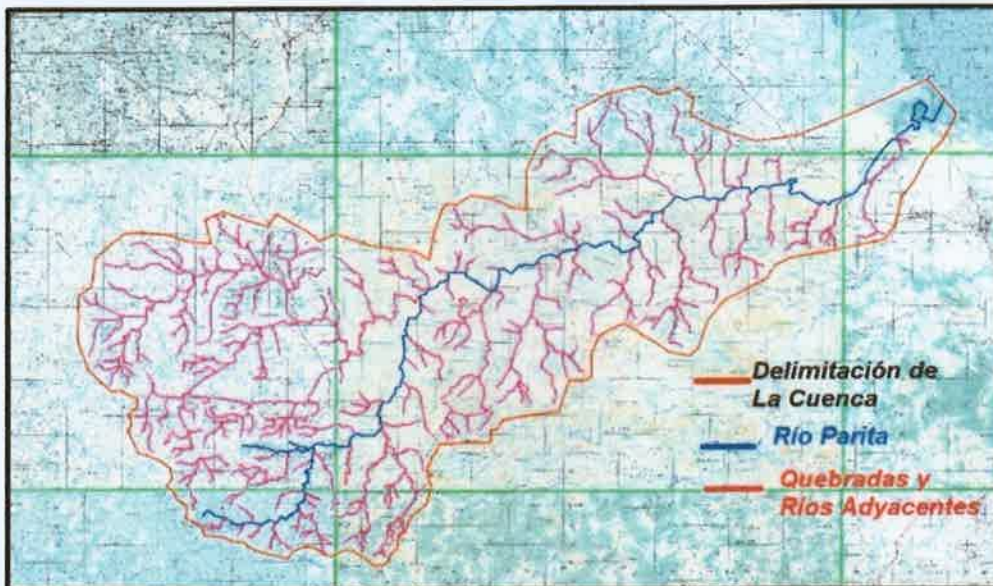 Delimitación de
La Cuenca
Río Parita
Quebradas y
Ríos Adyacentes